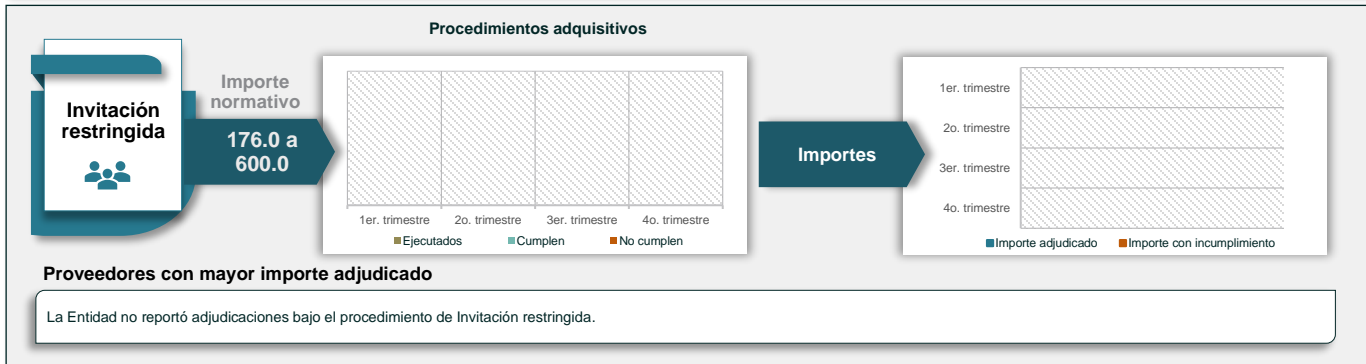 Procedimientos adquisitivos
Invitación
restringida
Importe
normativo
176.0 a
600.0
1er. trimestre 2o. trimestre 3er. trimestre 4o. trimestre
Ejecutados Cumplen No cumplen
Importes
1er. trimestre
2o. trimestre
3er. trimestre
4o. trimestre
Importe adjudicado Importe con incumplimiento
Proveedores con mayor importe adjudicado
La Entidad no reportó adjudicaciones bajo el procedimiento de Invitación restringida.